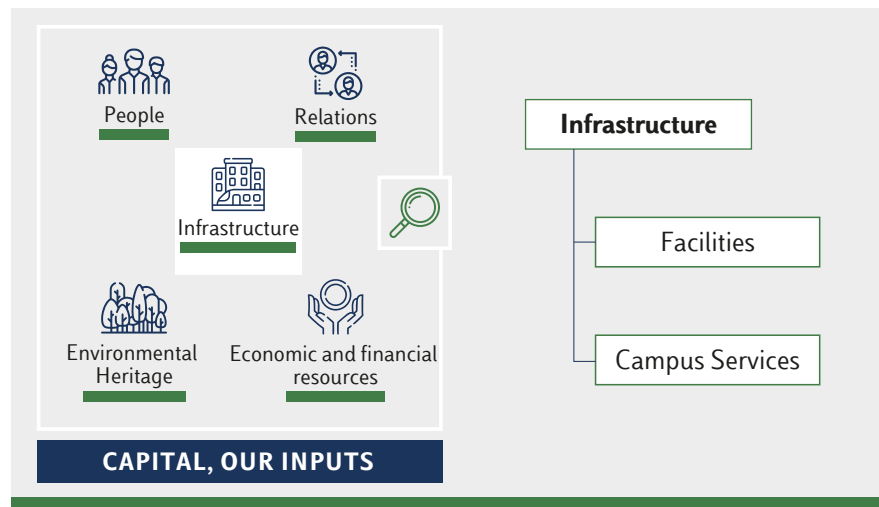 People
Relations
Infrastructure
Environmental
Heritage
Economic and financial
resources
CAPITAL, OUR INPUTS
Infrastructure
Facilities
Campus Services